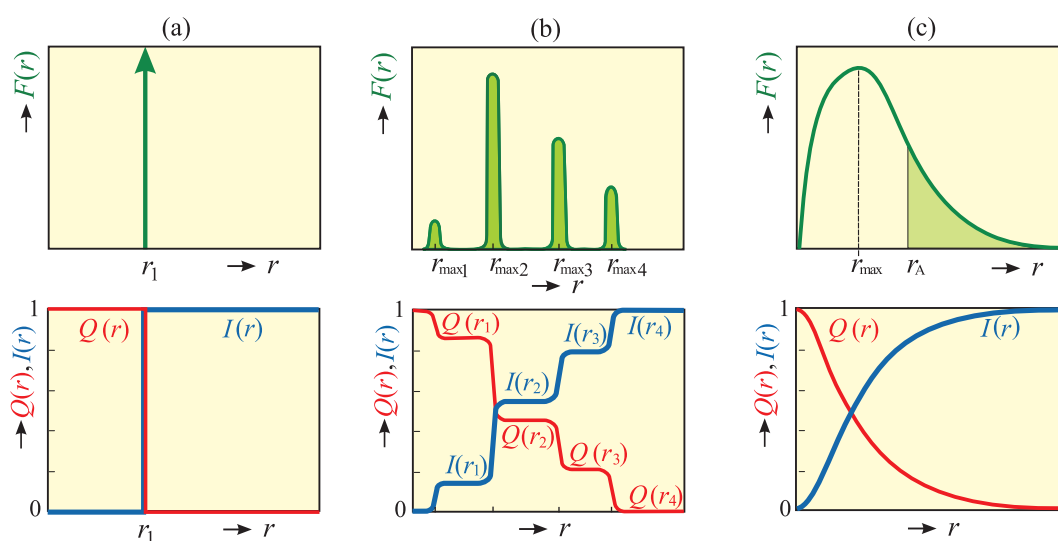 (a)
(b)
(c)
→ F(r)
→ F(r)
→ F(r)
r1 → r
rmax1 rmax2 rmax3 rmax4
→ r
rmax rA → r
→ Q(r), I(r)
1
0
Q(r)
I(r)
r1 → r
→ Q(r), I(r)
1
0
Q(r1)
I(r3)
I(r4)
I(r2)
Q(r2)
Q(r3)
I(r1)
Q(r4)
→ r
→ Q(r), I(r)
1
0
Q(r)
I(r)
→ r